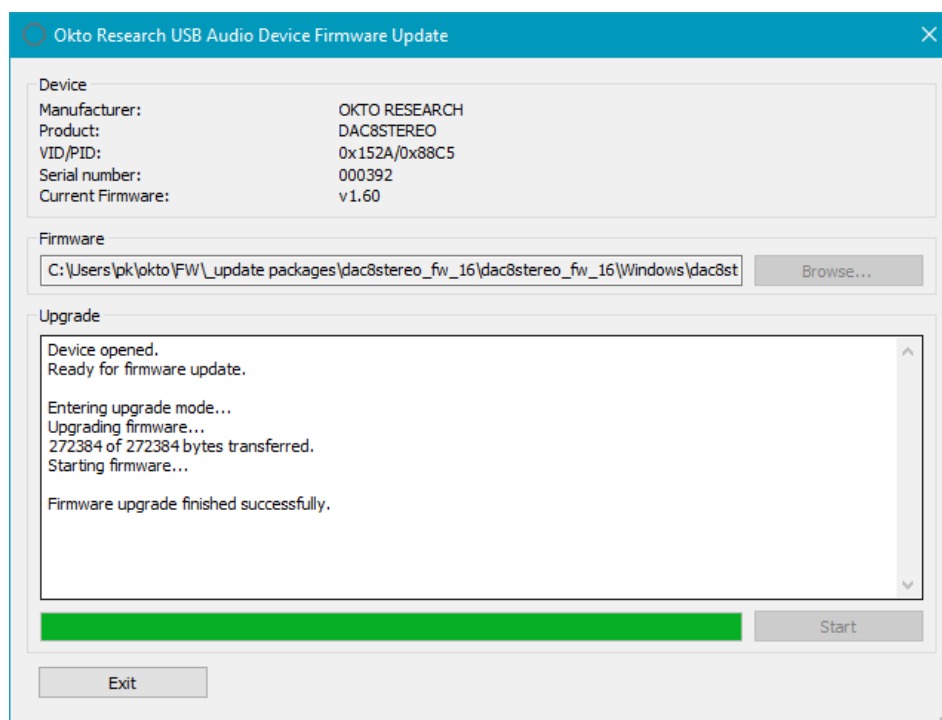 Okto Research USB Audio Device Firmware Update
Device
Manufacturer: OKTO RESEARCH
Product: DAC8STEREO
VID/PID: 0x152A/0x88C5
Serial number: 000392
Current Firmware: v1.60
Firmware
C:\Users\pk\okto\FW\_update packages\dac8stereo_fw_16\dac8stereo_fw_16\Windows\dac8st Browse...
Upgrade
Device opened.
Ready for firmware update.
Entering upgrade mode...
Upgrading firmware...
272384 of 272384 bytes transferred.
Starting firmware...
Firmware upgrade finished successfully.
Start
Exit